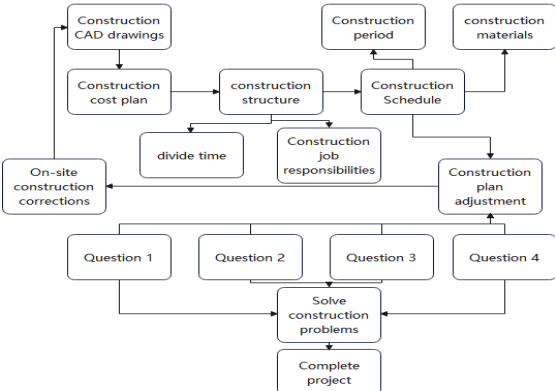 Construction
CAD drawings
Construction
period
construction
materials
Construction
cost plan
construction
structure
Construction
Schedule
divide time
Construction
job
responsibilities
On-site
construction
corrections
Construction
plan
adjustment
Question 1
Question 2
Question 3
Question 4
Solve
construction
problems
Complete
project